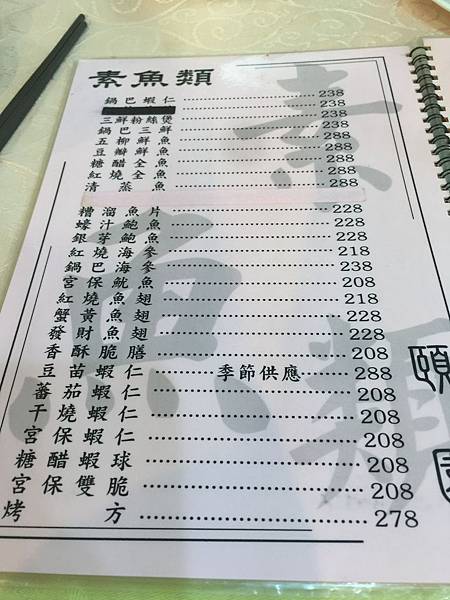 素魚類
鍋巴蝦仁 ⋯⋯⋯⋯ 238
三鮮粉絲煲 ⋯⋯⋯⋯ 238
鍋巴三鮮 ⋯⋯⋯⋯ 238
五柳鮮魚 ⋯⋯⋯⋯ 288
豆瓣鮮魚 ⋯⋯⋯⋯ 288
糖醋全魚 ⋯⋯⋯⋯ 288
紅燒全魚 ⋯⋯⋯⋯ 288
清蒸魚 ⋯⋯⋯⋯ 288
糟溜魚片 ⋯⋯⋯⋯ 228
蠔汁鮑魚 ⋯⋯⋯⋯ 228
銀芽鮑魚 ⋯⋯⋯⋯ 228
紅燒海參 ⋯⋯⋯⋯ 218
鍋巴海參 ⋯⋯⋯⋯ 238
宮保魷魚 ⋯⋯⋯⋯ 208
紅燒魚翅 ⋯⋯⋯⋯ 218
蟹黃魚翅 ⋯⋯⋯⋯ 228
發財魚翅 ⋯⋯⋯⋯ 228
香酥脆膳 ⋯⋯⋯⋯ 208
豆苗蝦仁 ⋯⋯季節供應⋯⋯ 288
蕃茄蝦仁 ⋯⋯⋯⋯ 208
干燒蝦仁 ⋯⋯⋯⋯ 208
宮保蝦仁 ⋯⋯⋯⋯ 208
糖醋蝦球 ⋯⋯⋯⋯ 208
宮保雙脆 ⋯⋯⋯⋯ 208
烤方 ⋯⋯⋯⋯ 278
素魚類
頤